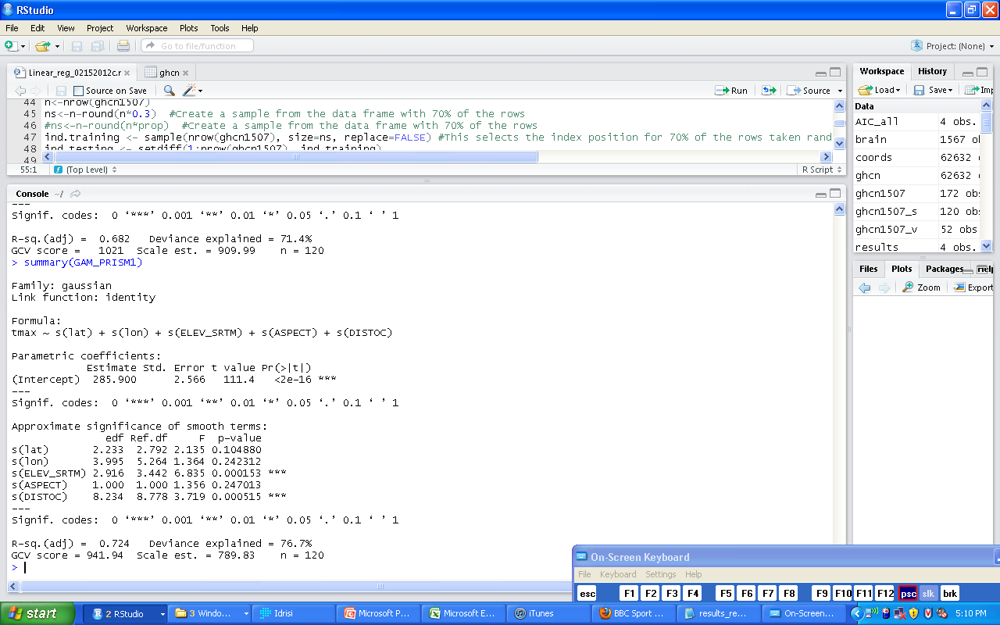 RStudio
File Edit View Project Workspace Plots Tools Help
Go to file/function Project: (None)
Linear_reg_02152012c.r ghcn
Source on Save Run Source
44 n<-nrow(ghcn1507)
45 ns<-n-round(n*0.3)  #Create a sample from the data frame with 70% of the rows
46 #ns<-n-round(n*prop)  #Create a sample from the data frame with 70% of the rows
47 ind.training <- sample(nrow(ghcn1507), size=ns, replace=FALSE) #This selects the index position for 70% of the rows taken rand
48 ind.testing <- setdiff(1:nrow(ghcn1507), ind.training)
49
55:1 (Top Level) R Script
Console ~/
---
Signif. codes:  0 ‘***’ 0.001 ‘**’ 0.01 ‘*’ 0.05 ‘.’ 0.1 ‘ ’ 1
R-sq.(adj) =  0.682   Deviance explained = 71.4%
GCV score =   1021  Scale est. = 909.99    n = 120
> summary(GAM_PRISM1)
Family: gaussian
Link function: identity
Formula:
tmax ~ s(lat) + s(lon) + s(ELEV_SRTM) + s(ASPECT) + s(DISTOC)
Parametric coefficients:
Estimate Std. Error t value Pr(>|t|)
(Intercept)  285.900      2.566   111.4   <2e-16 ***
---
Signif. codes:  0 ‘***’ 0.001 ‘**’ 0.01 ‘*’ 0.05 ‘.’ 0.1 ‘ ’ 1
Approximate significance of smooth terms:
edf Ref.df     F  p-value
s(lat)       2.233  2.792 2.135 0.104880
s(lon)       3.995  5.264 1.364 0.242312
s(ELEV_SRTM) 2.916  3.442 6.835 0.000153 ***
s(ASPECT)    1.000  1.000 1.356 0.247013
s(DISTOC)    8.234  8.778 3.719 0.000515 ***
---
Signif. codes:  0 ‘***’ 0.001 ‘**’ 0.01 ‘*’ 0.05 ‘.’ 0.1 ‘ ’ 1
R-sq.(adj) =  0.724   Deviance explained = 76.7%
GCV score = 941.94  Scale est. = 789.83    n = 120
>
Workspace History
Load Save Imp
Data
AIC_all 4 obs.
brain 1567 ob
coords 62632 o
ghcn 62632 o
ghcn1507 172 obs
ghcn1507_s 120 obs
ghcn1507_v 52 obs
results 4 obs.
Files Plots Packages Help
Zoom Export
On-Screen Keyboard
File Keyboard Settings Help
esc F1 F2 F3 F4 F5 F6 F7 F8 F9 F10 F11 F12 psc slk brk
start 2 RStudio 3 Windo... Idrisi Microsoft P... Microsoft E... iTunes BBC Sport ... results_re... On-Screen... 5:10 PM